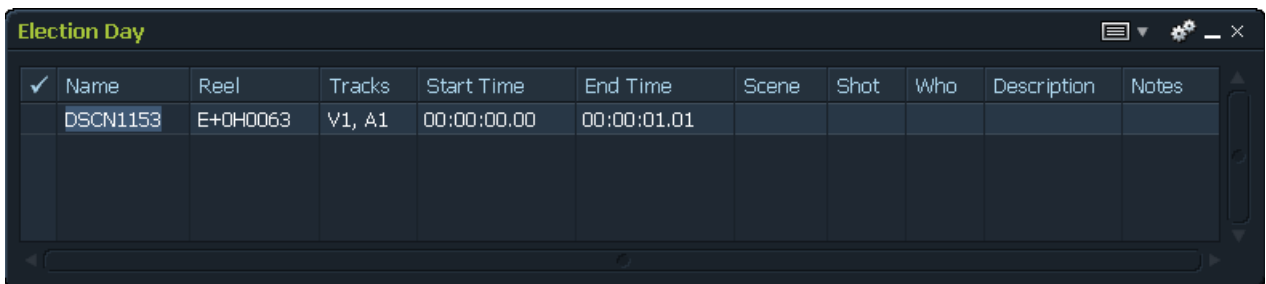 Election Day
✓ Name Reel Tracks Start Time End Time Scene Shot Who Description Notes
DSCN1153 E+0H0063 V1, A1 00:00:00.00 00:00:01.01